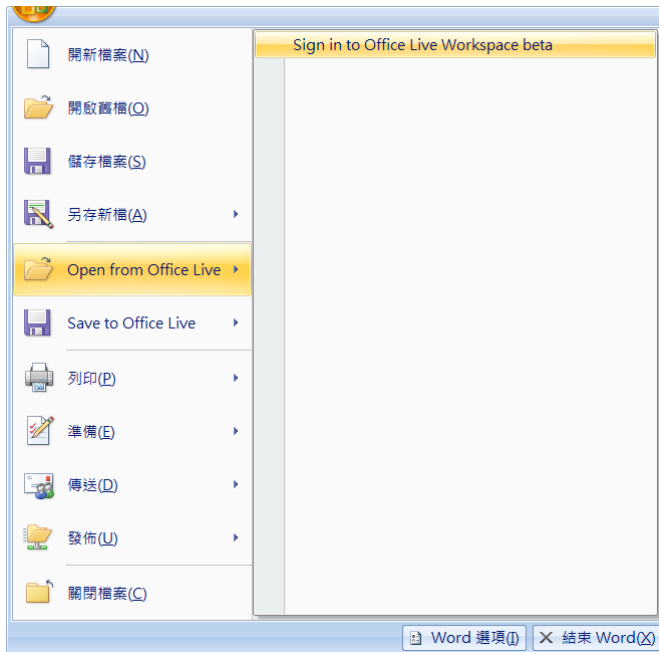 開新檔案(N)
Sign in to Office Live Workspace beta
開啟舊檔(O)
儲存檔案(S)
另存新檔(A)
Open from Office Live
Save to Office Live
列印(P)
準備(E)
傳送(D)
發佈(U)
關閉檔案(C)
Word 選項(I)
結束 Word(X)